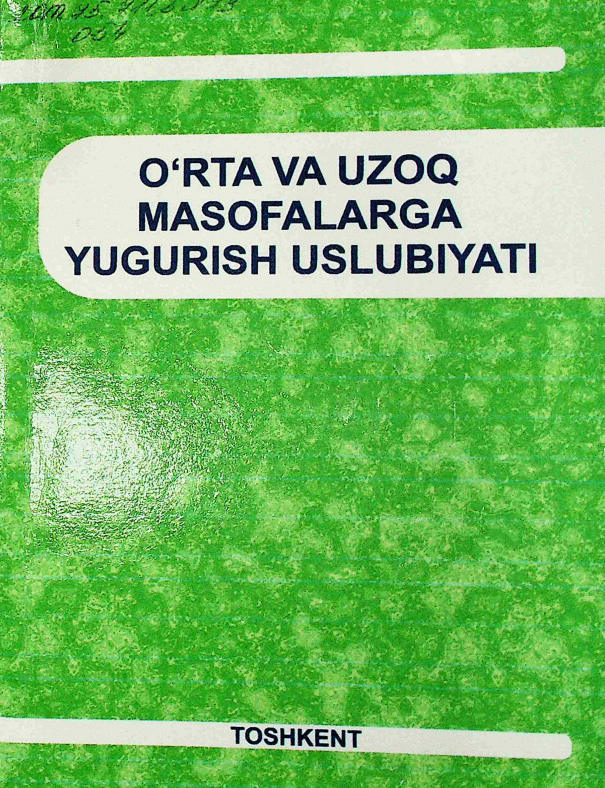 O‘RTA VA UZOQ
MASOFALARGA
YUGURISH USLUBIYATI
TOSHKENT